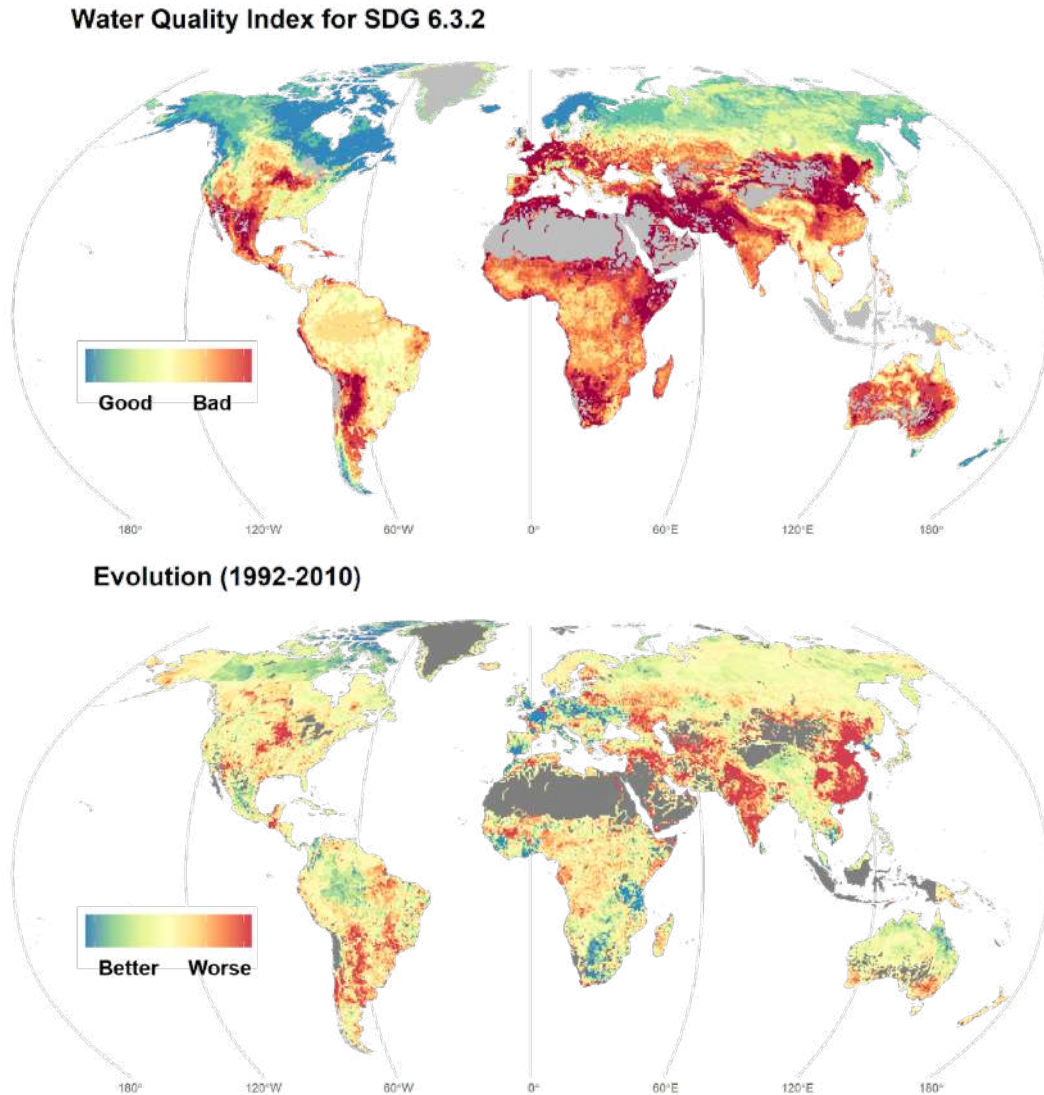 Water Quality Index for SDG 6.3.2
Good Bad
180° 120°W 60°W 0° 60°E 120°E 180°
Evolution (1992-2010)
Better Worse
180° 120°W 60°W 0° 60°E 120°E 180°